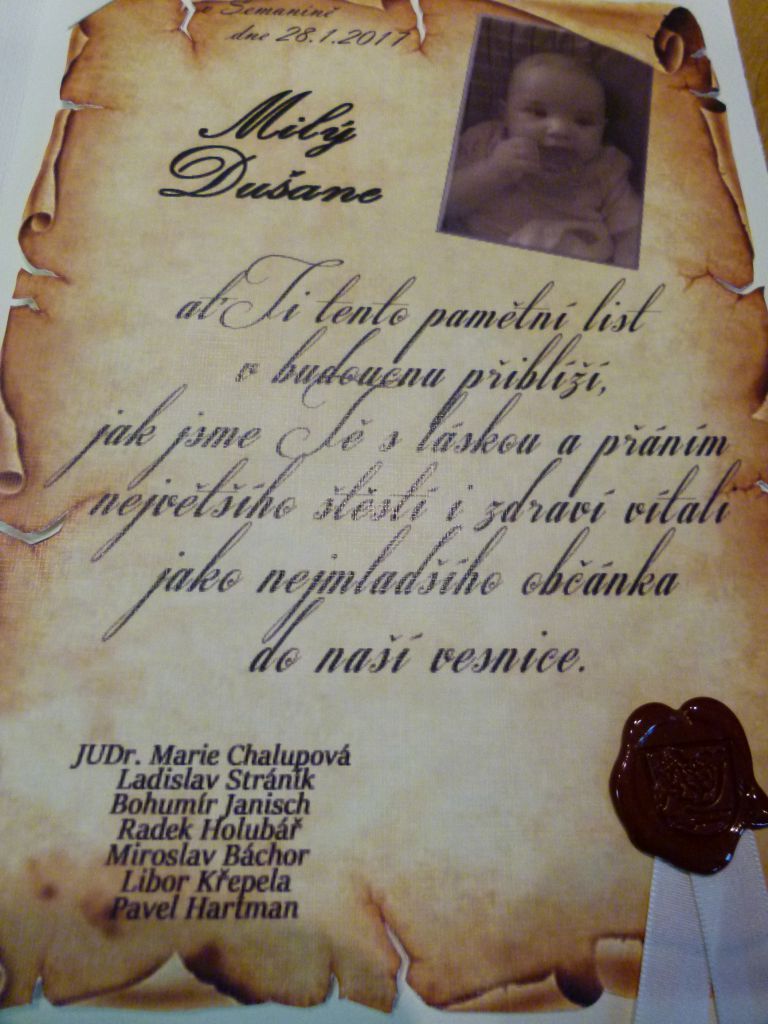 v Semaníně
dne 28.1.2017
Milý
Dušane
ať Ti tento pamětní list
v budoucnu přiblíží,
jak jsme Tě s láskou a přáním
největšího štěstí i zdraví vítali
jako nejmladšího občánka
do naší vesnice.
JUDr. Marie Chalupová
Ladislav Stráník
Bohumír Janisch
Radek Holubář
Miroslav Báchor
Libor Křepela
Pavel Hartman